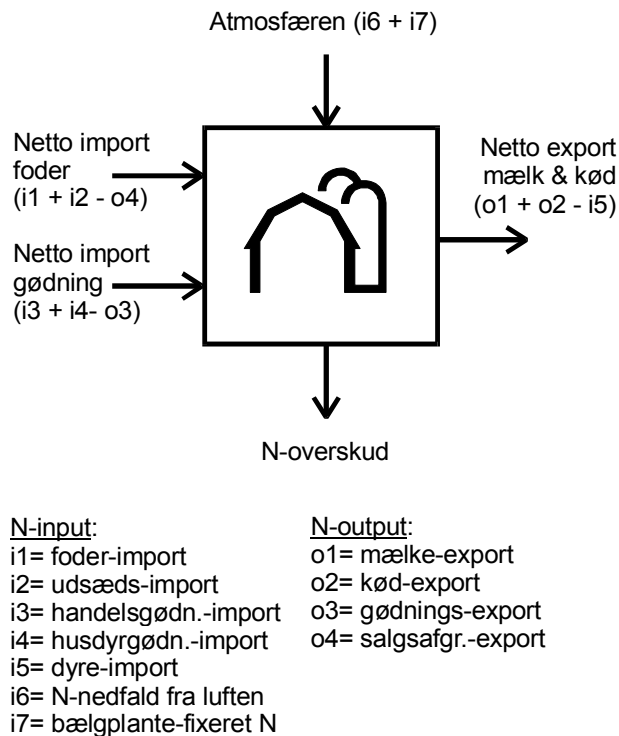 Atmosfæren (i6 + i7)
Netto import
foder
(i1 + i2 - o4)
Netto import
gødning
(i3 + i4- o3)
Netto export
mælk & kød
(o1 + o2 - i5)
N-overskud
N-input:
i1= foder-import
i2= udsæds-import
i3= handelsgødn.-import
i4= husdyrgødn.-import
i5= dyre-import
i6= N-nedfald fra luften
i7= bælgplante-fixeret N
N-output:
o1= mælke-export
o2= kød-export
o3= gødnings-export
o4= salgsafgr.-export